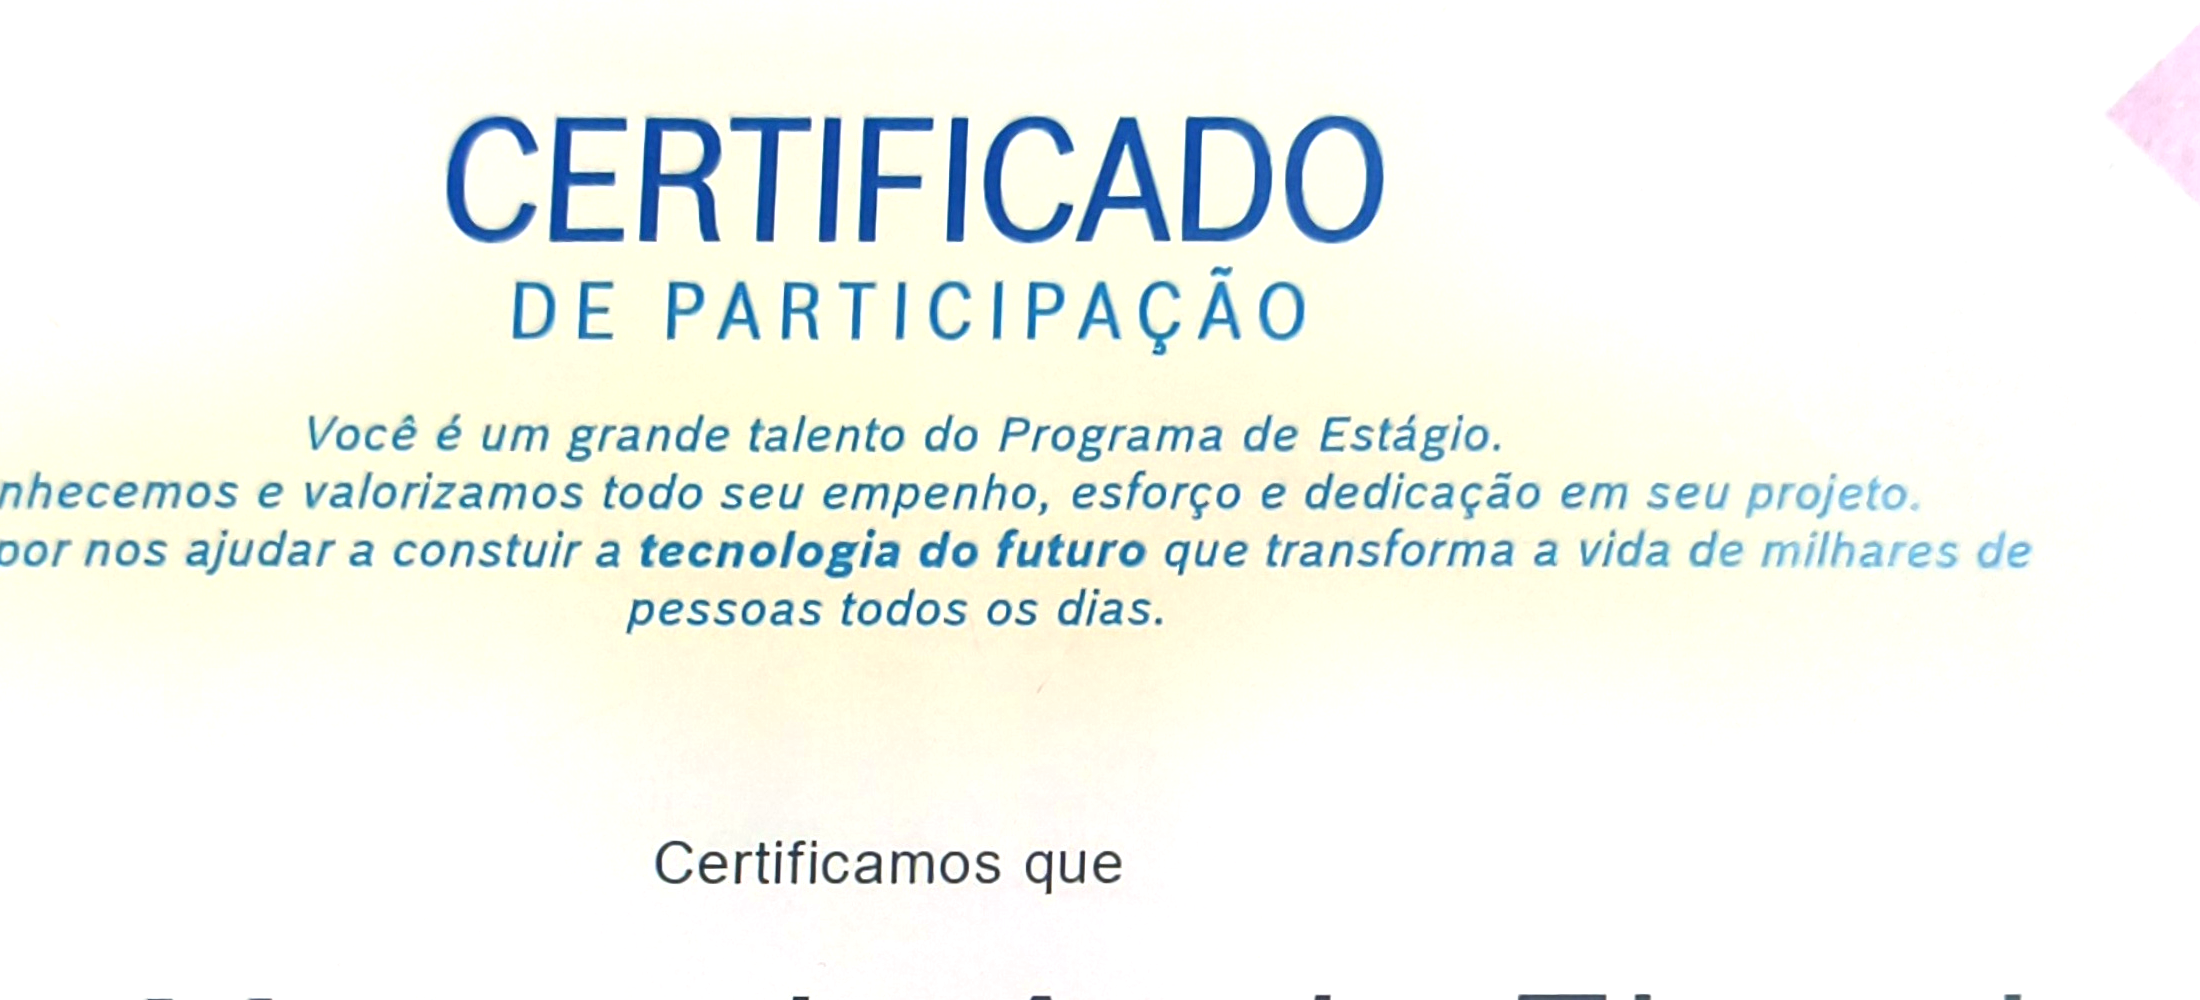 CERTIFICADO
DE PARTICIPAÇÃO
Você é um grande talento do Programa de Estágio.
nhecemos e valorizamos todo seu empenho, esforço e dedicação em seu projeto.
por nos ajudar a constuir a tecnologia do futuro que transforma a vida de milhares de
pessoas todos os dias.
Certificamos que